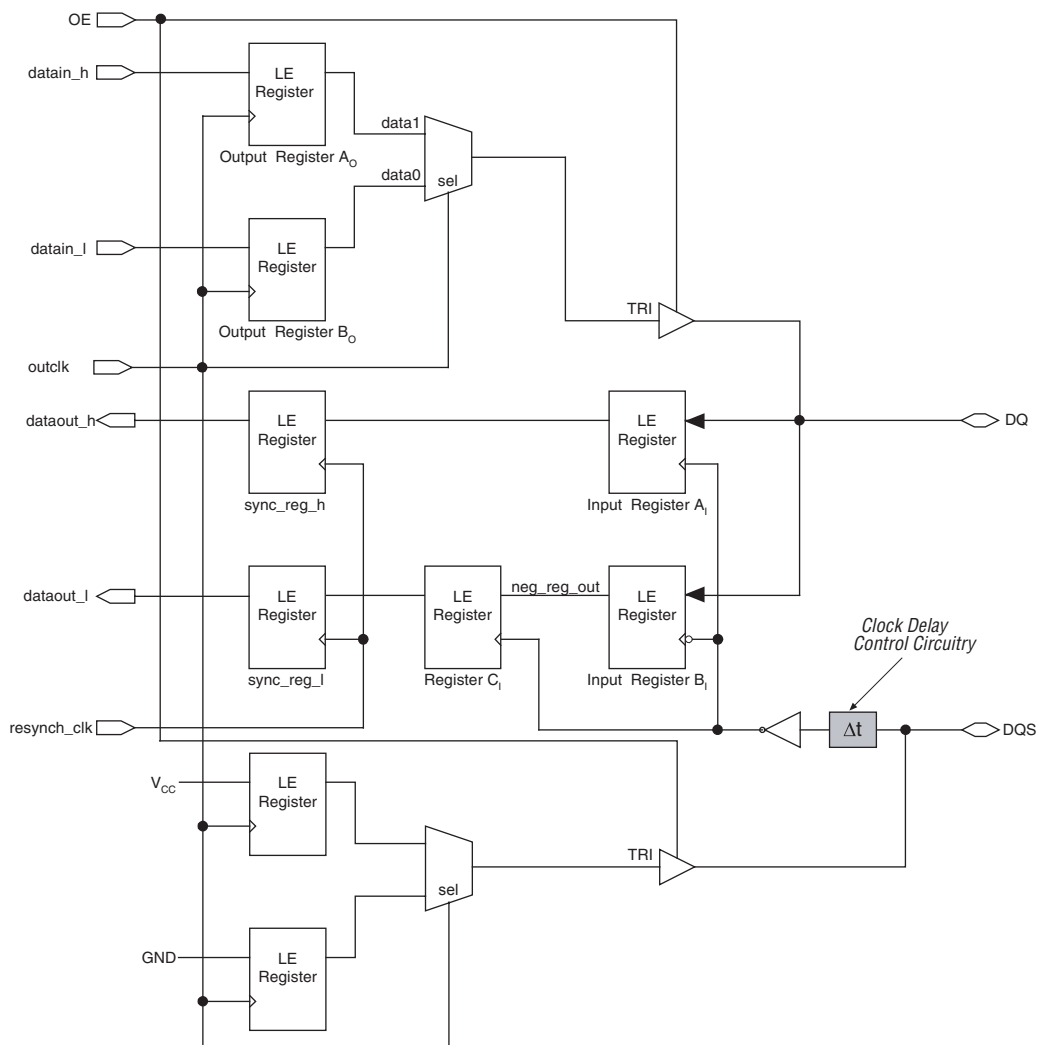 OE
datain_h
LE
Register
Output Register A_O
data1
data0
sel
datain_l
LE
Register
Output Register B_O
TRI
outclk
dataout_h
LE
Register
sync_reg_h
LE
Register
Input Register A_I
DQ
dataout_l
LE
Register
sync_reg_l
LE
Register
Register C_I
neg_reg_out
LE
Register
Input Register B_I
Clock Delay
Control Circuitry
resynch_clk
Δt
DQS
V_CC
LE
Register
sel
TRI
GND
LE
Register